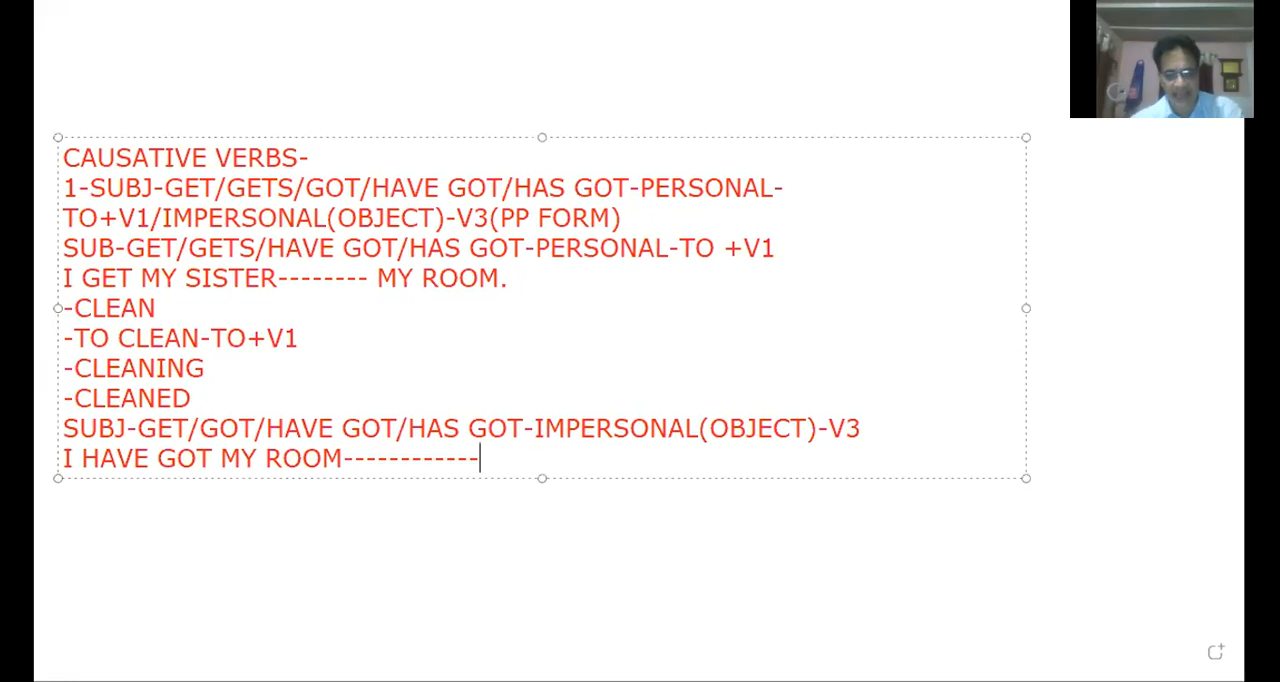 CAUSATIVE VERBS-
1-SUBJ-GET/GETS/GOT/HAVE GOT/HAS GOT-PERSONAL-
TO+V1/IMPERSONAL(OBJECT)-V3(PP FORM)
SUB-GET/GETS/HAVE GOT/HAS GOT-PERSONAL-TO +V1
I GET MY SISTER-------- MY ROOM.
-CLEAN
-TO CLEAN-TO+V1
-CLEANING
-CLEANED
SUBJ-GET/GOT/HAVE GOT/HAS GOT-IMPERSONAL(OBJECT)-V3
I HAVE GOT MY ROOM------------